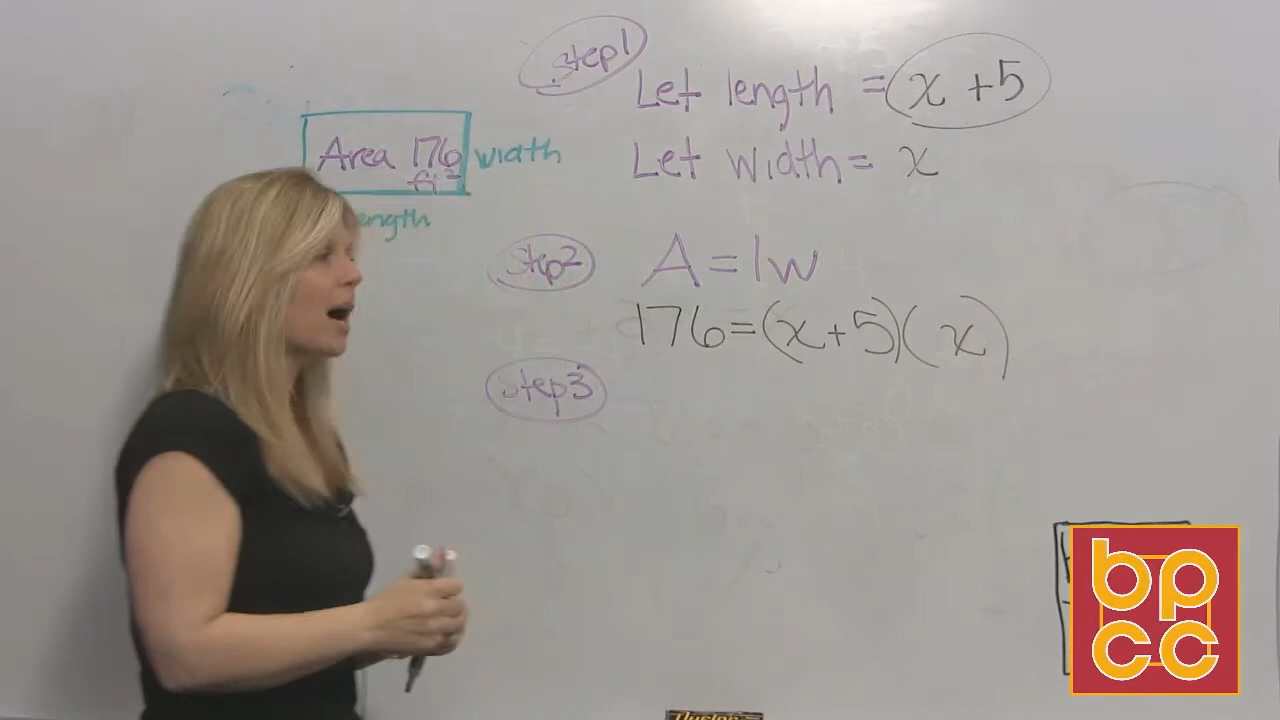 Step1
Let length = x + 5
Let width = x
Area 176
ft²
width
length
Step2
A = lw
176 = (x+5)(x)
Step3
bp
cc